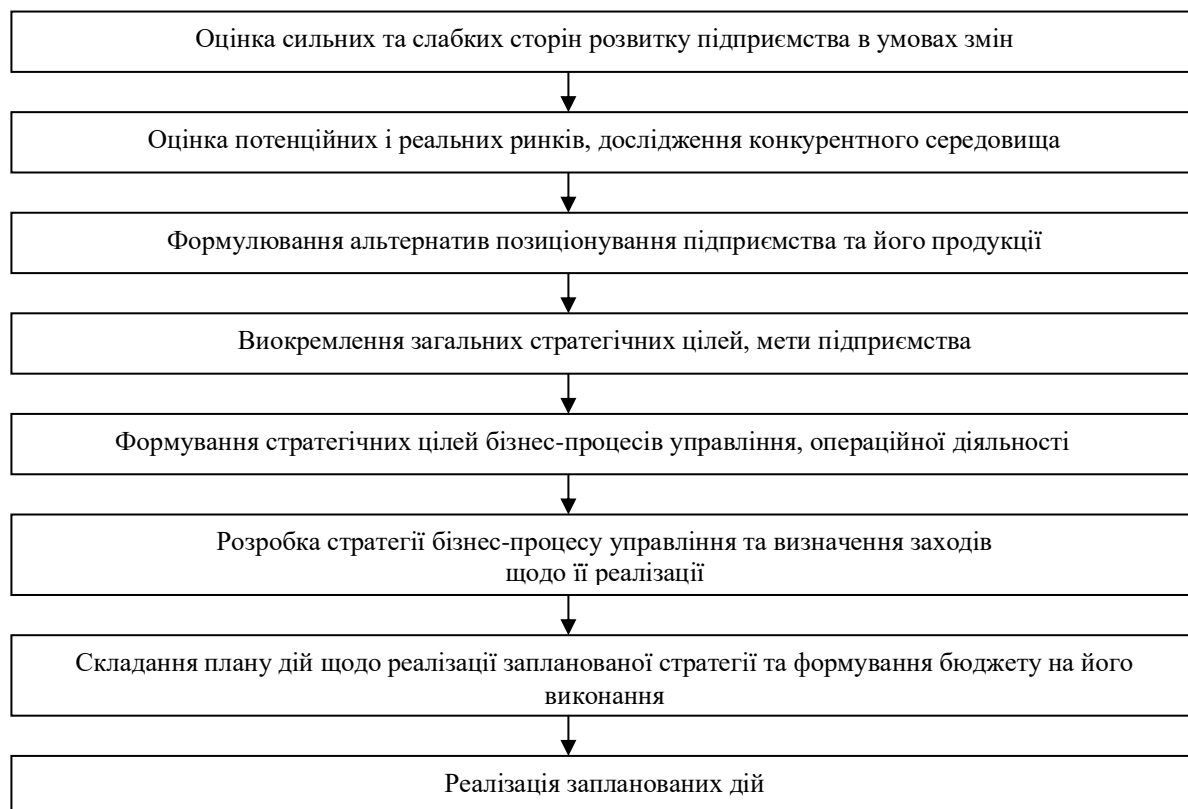 Оцінка сильних та слабких сторін розвитку підприємства в умовах змін
Оцінка потенційних і реальних ринків, дослідження конкурентного середовища
Формулювання альтернатив позиціонування підприємства та його продукції
Виокремлення загальних стратегічних цілей, мети підприємства
Формування стратегічних цілей бізнес-процесів управління, операційної діяльності
Розробка стратегії бізнес-процесу управління та визначення заходів
щодо її реалізації
Складання плану дій щодо реалізації запланованої стратегії та формування бюджету на його
виконання
Реалізація запланованих дій